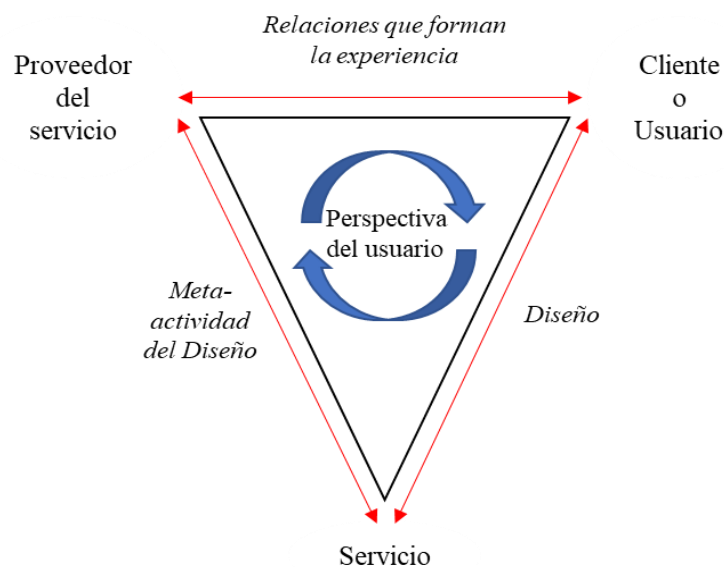 Relaciones que forman
la experiencia
Proveedor
del
servicio
Cliente
o
Usuario
Perspectiva
del usuario
Meta-
actividad
del Diseño
Diseño
Servicio